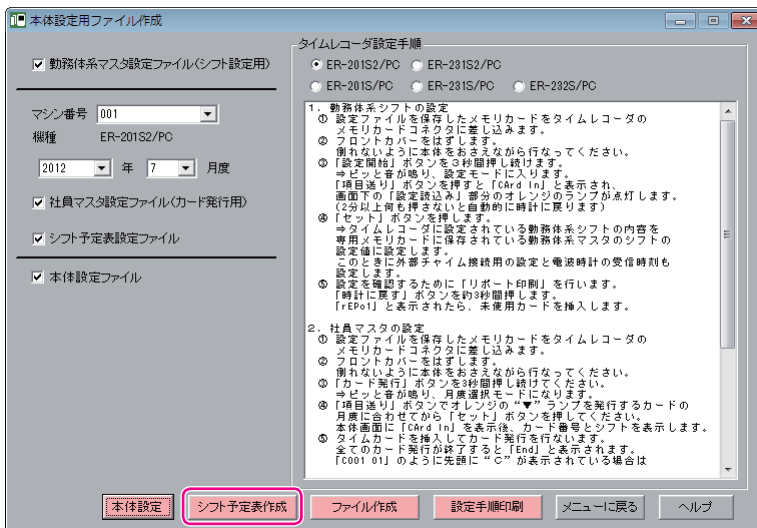 本体設定用ファイル作成
勤務体系マスタ設定ファイル(シフト設定用)
マシン番号 001
機種 ER-201S2/PC
2012 年 7 月度
社員マスタ設定ファイル(カード発行用)
シフト予定表設定ファイル
本体設定ファイル
タイムレコーダ設定手順
ER-201S2/PC ER-231S2/PC
ER-201S/PC ER-231S/PC ER-232S/PC
1. 勤務体系シフトの設定
① 設定ファイルを保存したメモリカードをタイムレコーダの
メモリカードコネクタに差し込みます。
② フロントカバーをはずします。
倒れないように本体をおさえながら行なってください。
③「設定開始」ボタンを3秒間押し続けます。
⇒ピッと音が鳴り、設定モードに入ります。
「項目送り」ボタンを押すと「CArd In」と表示され、
画面下の「設定読込み」部分のオレンジのランプが点灯します。
(2分以上何も押さないと自動的に時計に戻ります)
④「セット」ボタンを押します。
⇒タイムレコーダに設定されている勤務体系シフトの内容を
専用メモリカードに保存されている勤務体系マスタのシフトの
設定値に設定します。
このときに外部チャイム接続用の設定と電波時計の受信時刻も
設定します。
⑤ 設定を確認するために「リポート印刷」を行います。
「時計に戻す」ボタンを約3秒間押します。
「rEPo1」と表示されたら、未使用カードを挿入します。
2. 社員マスタの設定
① 設定ファイルを保存したメモリカードをタイムレコーダの
メモリカードコネクタに差し込みます。
② フロントカバーをはずします。
倒れないように本体をおさえながら行なってください。
③「カード発行」ボタンを3秒間押し続けてください。
⇒ピッと音が鳴り、月度選択モードになります。
④「項目送り」ボタンでオレンジの“▼”ランプを発行するカードの
月度に合わせてから「セット」ボタンを押してください。
本体画面に「CArd In」を表示後、カード番号とシフトを表示します。
⑤ タイムカードを挿入してカード発行を行ないます。
全てのカード発行が終了すると「End」と表示されます。
「C001 01」のように先頭に“C”が表示されている場合は
本体設定 シフト予定表作成 ファイル作成 設定手順印刷 メニューに戻る ヘルプ